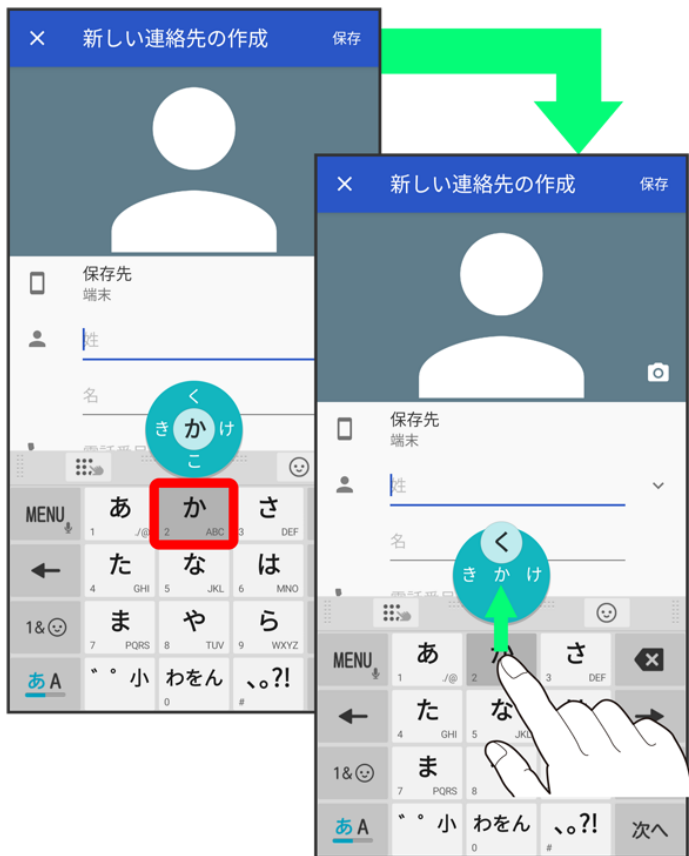 新しい連絡先の作成 保存
保存先
端末
姓
名
電話番号
く
き か け
こ
MENU あ か さ
1 ./@ 2 ABC 3 DEF
た な は
4 GHI 5 JKL 6 MNO
1& ま や ら
7 PQRS 8 TUV 9 WXYZ
あA ゛゜小 わをん 、。?!
0 #
新しい連絡先の作成 保存
保存先
端末
姓
名
く
き か け
MENU あ か さ
1 ./@ 2 3 DEF
た な
4 GHI 5 JKL
1& ま
7 PQRS 8
あA ゛゜小 わをん 、。?! 次へ
0 #